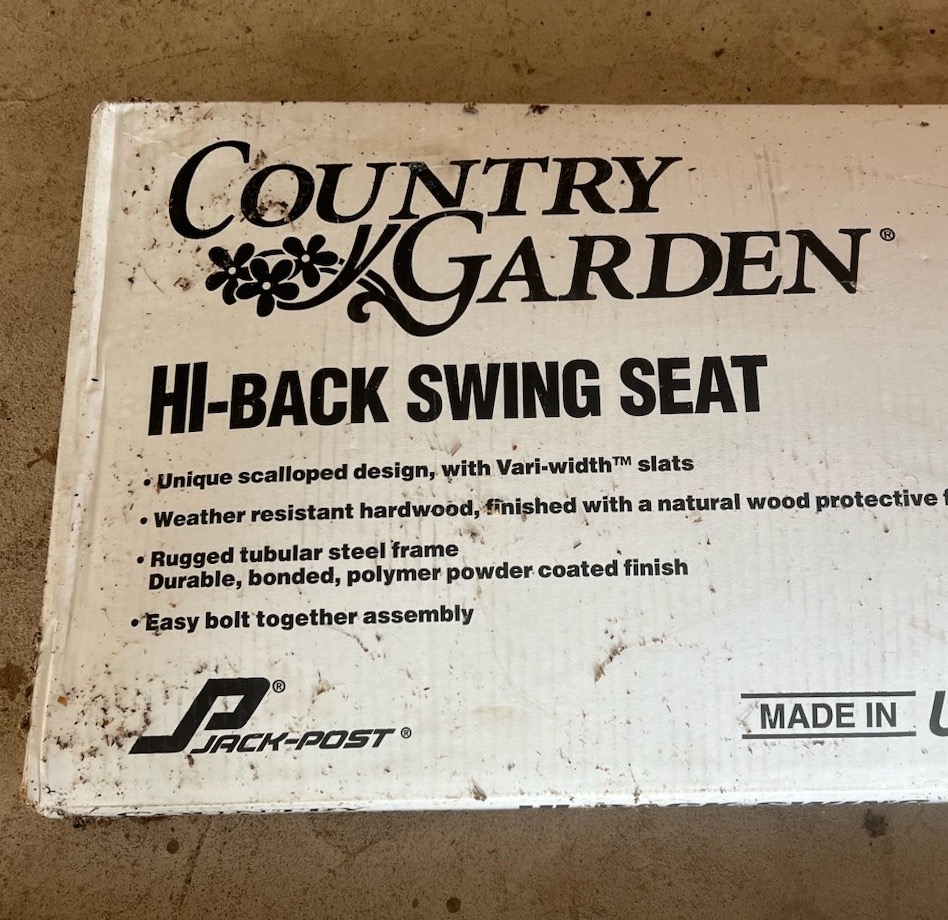 COUNTRY
GARDEN®
HI-BACK SWING SEAT
• Unique scalloped design, with Vari-width™ slats
• Weather resistant hardwood, finished with a natural wood protective
• Rugged tubular steel frame
Durable, bonded, polymer powder coated finish
• Easy bolt together assembly
JP®
JACK-POST®
MADE IN